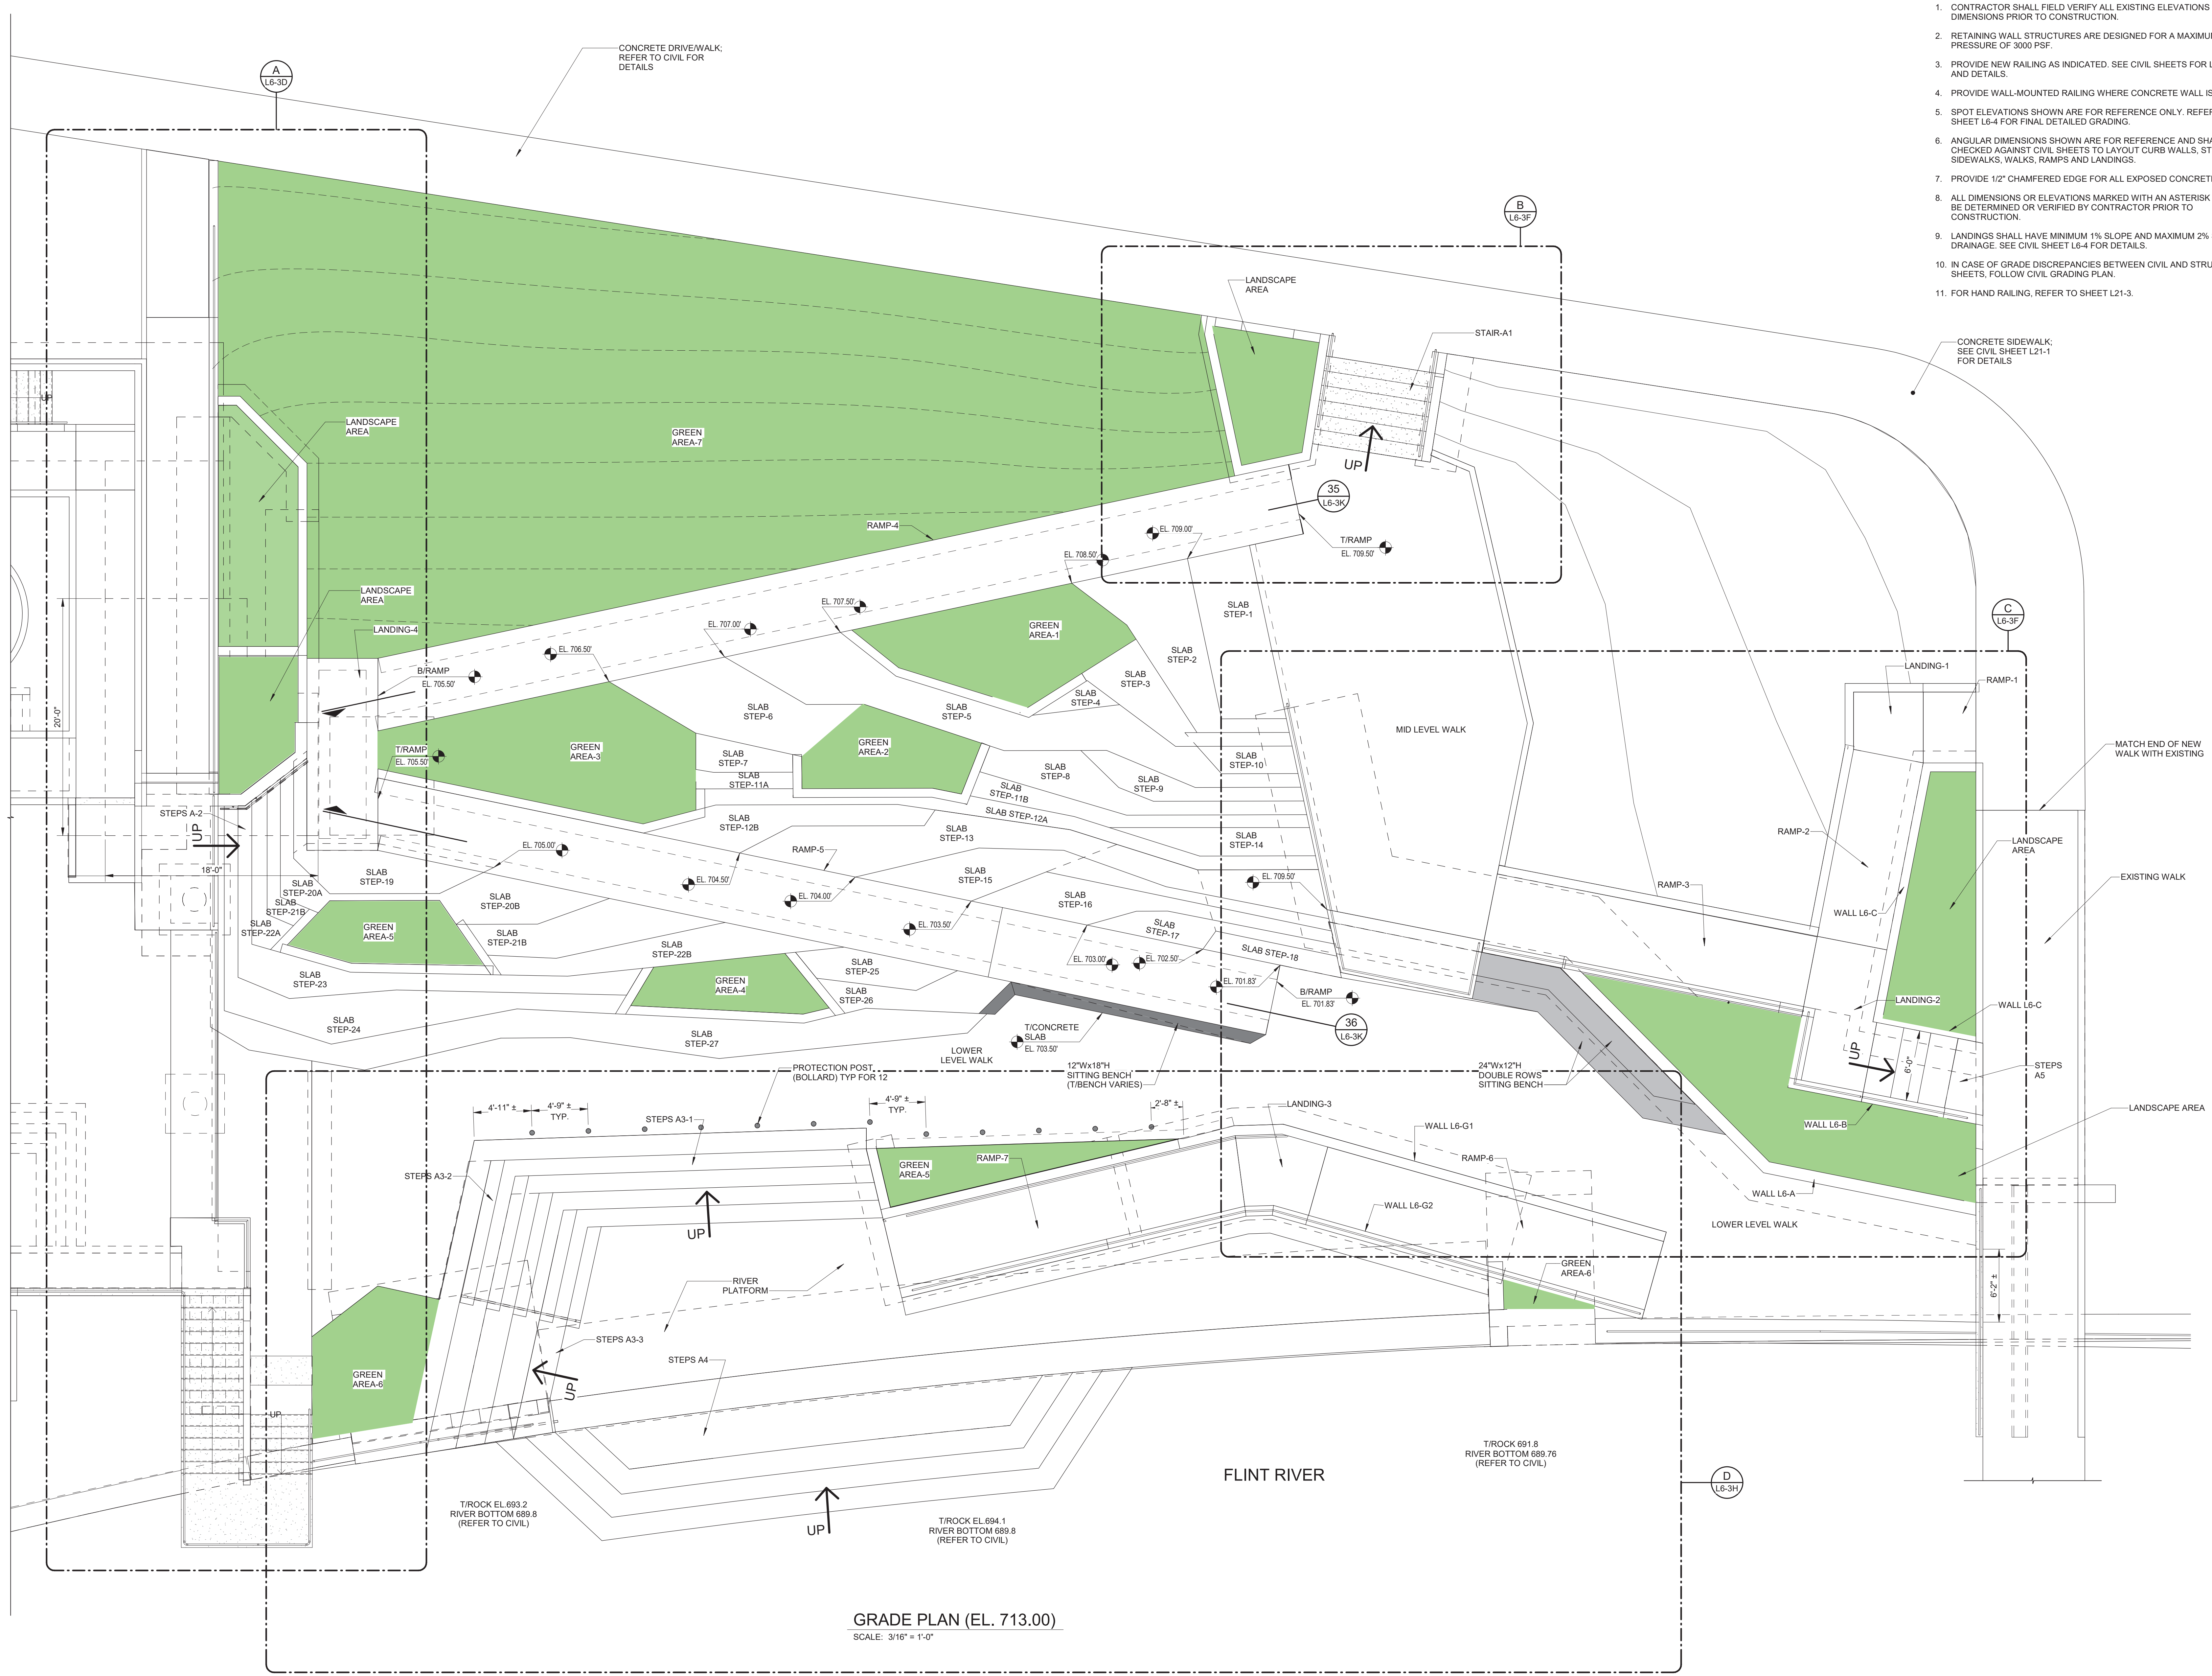 1. CONTRACTOR SHALL FIELD VERIFY ALL EXISTING ELEVATIONS
DIMENSIONS PRIOR TO CONSTRUCTION.
2. RETAINING WALL STRUCTURES ARE DESIGNED FOR A
PRESSURE OF 3000 PSF.
3. PROVIDE NEW RAILING AS INDICATED. SEE CIVIL SHEETS FOR
AND DETAILS.
4. PROVIDE WALL-MOUNTED RAILING WHERE CONCRETE WALL IS
5. SPOT ELEVATIONS SHOWN ARE FOR REFERENCE ONLY. REFER
SHEET L6-4 FOR FINAL DETAILED GRADING.
6. ANGULAR DIMENSIONS SHOWN ARE FOR REFERENCE AND
CHECKED AGAINST CIVIL SHEETS TO LAYOUT CURB WALLS,
SIDEWALKS, WALKS, RAMPS AND LANDINGS.
7. PROVIDE 1/2" CHAMFERED EDGE FOR ALL EXPOSED
8. ALL DIMENSIONS OR ELEVATIONS MARKED WITH AN ASTERISK
BE DETERMINED OR VERIFIED BY CONTRACTOR PRIOR TO
CONSTRUCTION.
9. LANDINGS SHALL HAVE MINIMUM 1% SLOPE AND MAXIMUM 2%
DRAINAGE. SEE CIVIL SHEET L6-4 FOR DETAILS.
10. IN CASE OF GRADE DISCREPANCIES BETWEEN CIVIL AND
SHEETS, FOLLOW CIVIL GRADING PLAN.
11. FOR HAND RAILING, REFER TO SHEET L21-3.
CONCRETE DRIVE/WALK;
REFER TO CIVIL FOR
DETAILS
A
L6-3D
B
L6-3F
LANDSCAPE
AREA
STAIR-A1
UP
CONCRETE SIDEWALK;
SEE CIVIL SHEET L21-1
FOR DETAILS
UP
LANDSCAPE
AREA
GREEN
AREA-7
35
L6-3K
RAMP-4
EL. 709.00'
T/RAMP
EL. 709.50'
EL. 708.50'
LANDSCAPE
AREA
LANDING-4
EL. 707.50'
EL. 707.00'
EL. 706.50'
B/RAMP
EL. 705.50'
GREEN
AREA-1
SLAB
STEP-1
SLAB
STEP-2
SLAB
STEP-3
SLAB
STEP-4
SLAB
STEP-5
SLAB
STEP-6
C
L6-3F
LANDING-1
RAMP-1
20'-0"
T/RAMP
EL. 705.50'
GREEN
AREA-3
SLAB
STEP-7
GREEN
AREA-2
MID LEVEL WALK
MATCH END OF NEW
WALK WITH EXISTING
SLAB
STEP-11A
SLAB
STEP-8
SLAB
STEP-9
SLAB
STEP-10
SLAB
STEP-11B
SLAB STEP-12A
STEPS A-2
UP
SLAB
STEP-12B
SLAB
STEP-13
SLAB
STEP-14
RAMP-2
LANDSCAPE
AREA
EL. 705.00'
RAMP-5
18'-0"
SLAB
STEP-19
EL. 704.50'
EL. 704.00'
SLAB
STEP-15
EL. 709.50'
RAMP-3
EXISTING WALK
SLAB
STEP-20A
SLAB
STEP-21B
SLAB
STEP-22A
SLAB
STEP-20B
SLAB
STEP-16
WALL L6-C
GREEN
AREA-5
SLAB
STEP-21B
EL. 703.50'
SLAB
STEP-17
SLAB STEP-18
SLAB
STEP-22B
EL. 703.00'
EL. 702.50'
SLAB
STEP-23
GREEN
AREA-4
SLAB
STEP-25
SLAB
STEP-26
EL. 701.83'
B/RAMP
EL. 701.83'
LANDING-2
WALL L6-C
SLAB
STEP-24
SLAB
STEP-27
T/CONCRETE
SLAB
EL. 703.50'
36
L6-3K
LOWER
LEVEL WALK
UP
6'-0"
STEPS
A5
PROTECTION POST
(BOLLARD) TYP FOR 12
12"Wx18"H
SITTING BENCH
(T/BENCH VARIES)
24"Wx12"H
DOUBLE ROWS
SITTING BENCH
4'-11" ±
4'-9" ±
TYP.
4'-9" ±
TYP.
2'-8" ±
STEPS A3-1
LANDING-3
LANDSCAPE AREA
WALL L6-G1
WALL L6-B
STEPS A3-2
GREEN
AREA-5
RAMP-7
RAMP-6
WALL L6-A
UP
WALL L6-G2
LOWER LEVEL WALK
RIVER
PLATFORM
GREEN
AREA-6
6'-2" ±
STEPS A3-3
STEPS A4
GREEN
AREA-6
UP
UP
T/ROCK 691.8
RIVER BOTTOM 689.76
(REFER TO CIVIL)
FLINT RIVER
D
L6-3H
T/ROCK EL.693.2
RIVER BOTTOM 689.8
(REFER TO CIVIL)
UP
T/ROCK EL.694.1
RIVER BOTTOM 689.8
(REFER TO CIVIL)
GRADE PLAN (EL. 713.00)
SCALE: 3/16" = 1'-0"